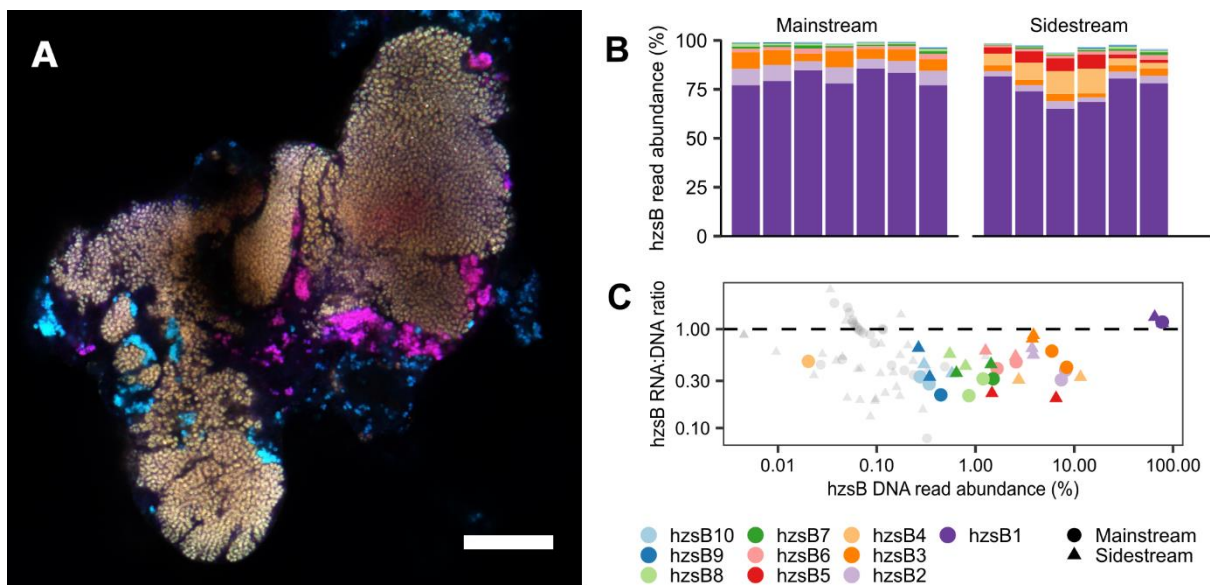 A
B
Mainstream
Sidestream
hzsB read abundance (%)
100
75
50
25
0
C
hzsB RNA:DNA ratio
1.00
0.30
0.10
0.01
0.10
1.00
10.00
100.00
hzsB DNA read abundance (%)
hzsB10
hzsB7
hzsB4
hzsB1
Mainstream
hzsB9
hzsB6
hzsB3
Sidestream
hzsB8
hzsB5
hzsB2